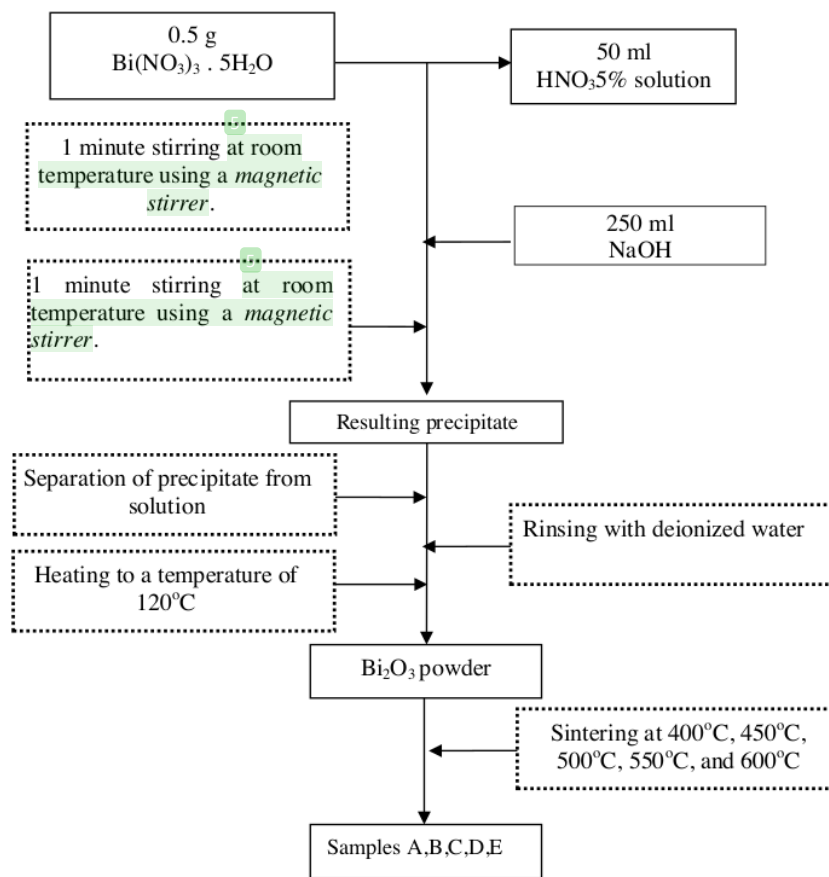 0.5 g
Bi(NO₃)₃ . 5H₂O
50 ml
HNO₃5% solution
1 minute stirring at room
temperature using a magnetic
stirrer.
250 ml
NaOH
1 minute stirring at room
temperature using a magnetic
stirrer.
Resulting precipitate
Separation of precipitate from
solution
Rinsing with deionized water
Heating to a temperature of
120°C
Bi₂O₃ powder
Sintering at 400°C, 450°C,
500°C, 550°C, and 600°C
Samples A,B,C,D,E